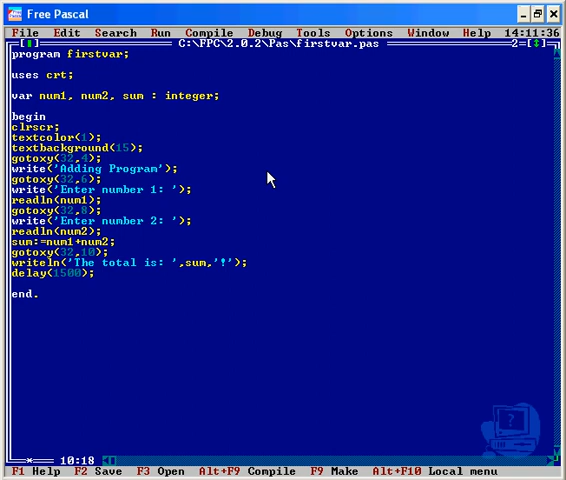 Free Pascal
File Edit Search Run Compile Debug Tools Options Window Help 14:11:36
C:\FPC\2.0.2\Pas\firstvar.pas 2=[↕]
program firstvar;
uses crt;
var num1, num2, sum : integer;
begin
clrscr;
textcolor(1);
textbackground(15);
gotoxy(32,4);
write('Adding Program');
gotoxy(32,6);
write('Enter number 1: ');
readln(num1);
gotoxy(32,8);
write('Enter number 2: ');
readln(num2);
sum:=num1+num2;
gotoxy(32,10);
writeln('The total is: ',sum,'!');
delay(1500);
end.
* 10:18
F1 Help F2 Save F3 Open Alt+F9 Compile F9 Make Alt+F10 Local menu